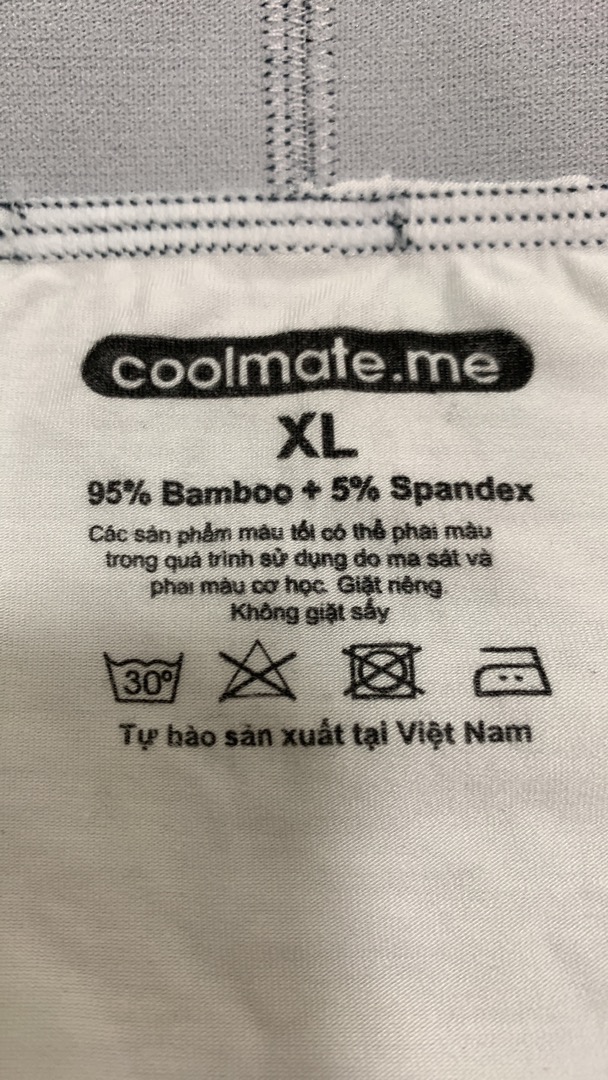 coolmate.me
XL
95% Bamboo + 5% Spandex
Các sản phẩm màu tối có thể phai màu
trong quá trình sử dụng do ma sát và
phai màu cơ học. Giặt riêng.
Không giặt sấy
30º
Tự hào sản xuất tại Việt Nam